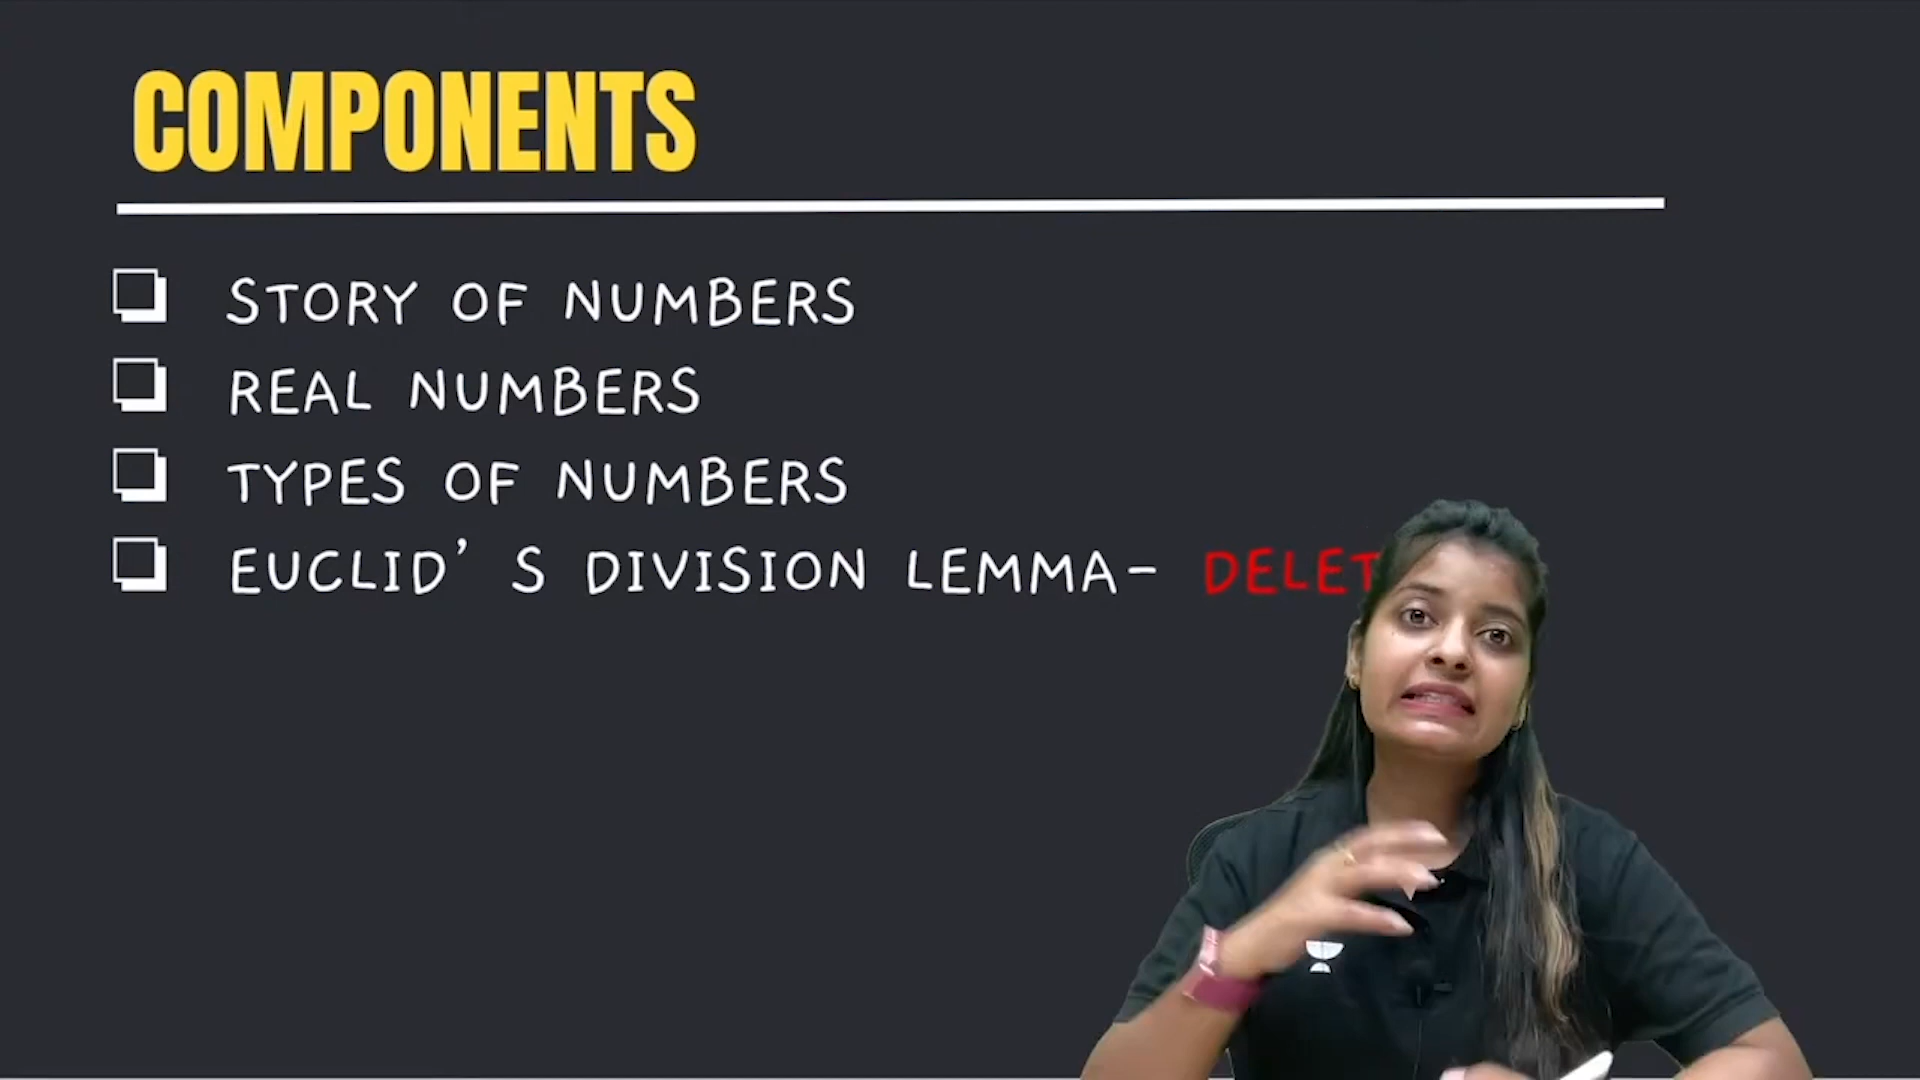 COMPONENTS
STORY OF NUMBERS
REAL NUMBERS
TYPES OF NUMBERS
EUCLID' S DIVISION LEMMA-